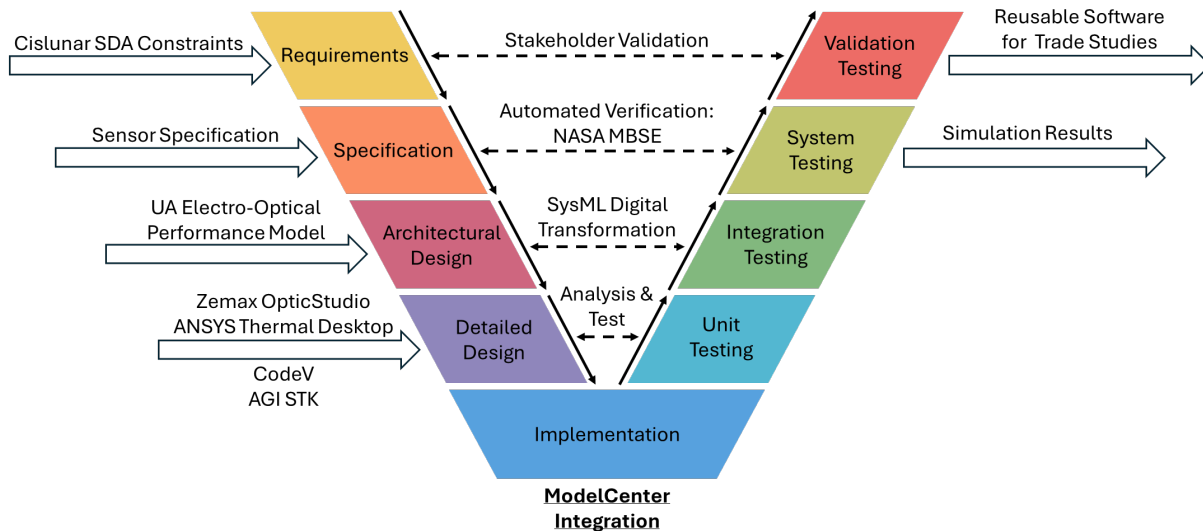 Cislunar SDA Constraints
Requirements
Stakeholder Validation
Validation
Testing
Reusable Software
for Trade Studies
Sensor Specification
Specification
Automated Verification:
NASA MBSE
System
Testing
Simulation Results
UA Electro-Optical
Performance Model
Architectural
Design
SysML Digital
Transformation
Integration
Testing
Zemax OpticStudio
ANSYS Thermal Desktop
CodeV
AGI STK
Detailed
Design
Analysis &
Test
Unit
Testing
Implementation
ModelCenter
Integration